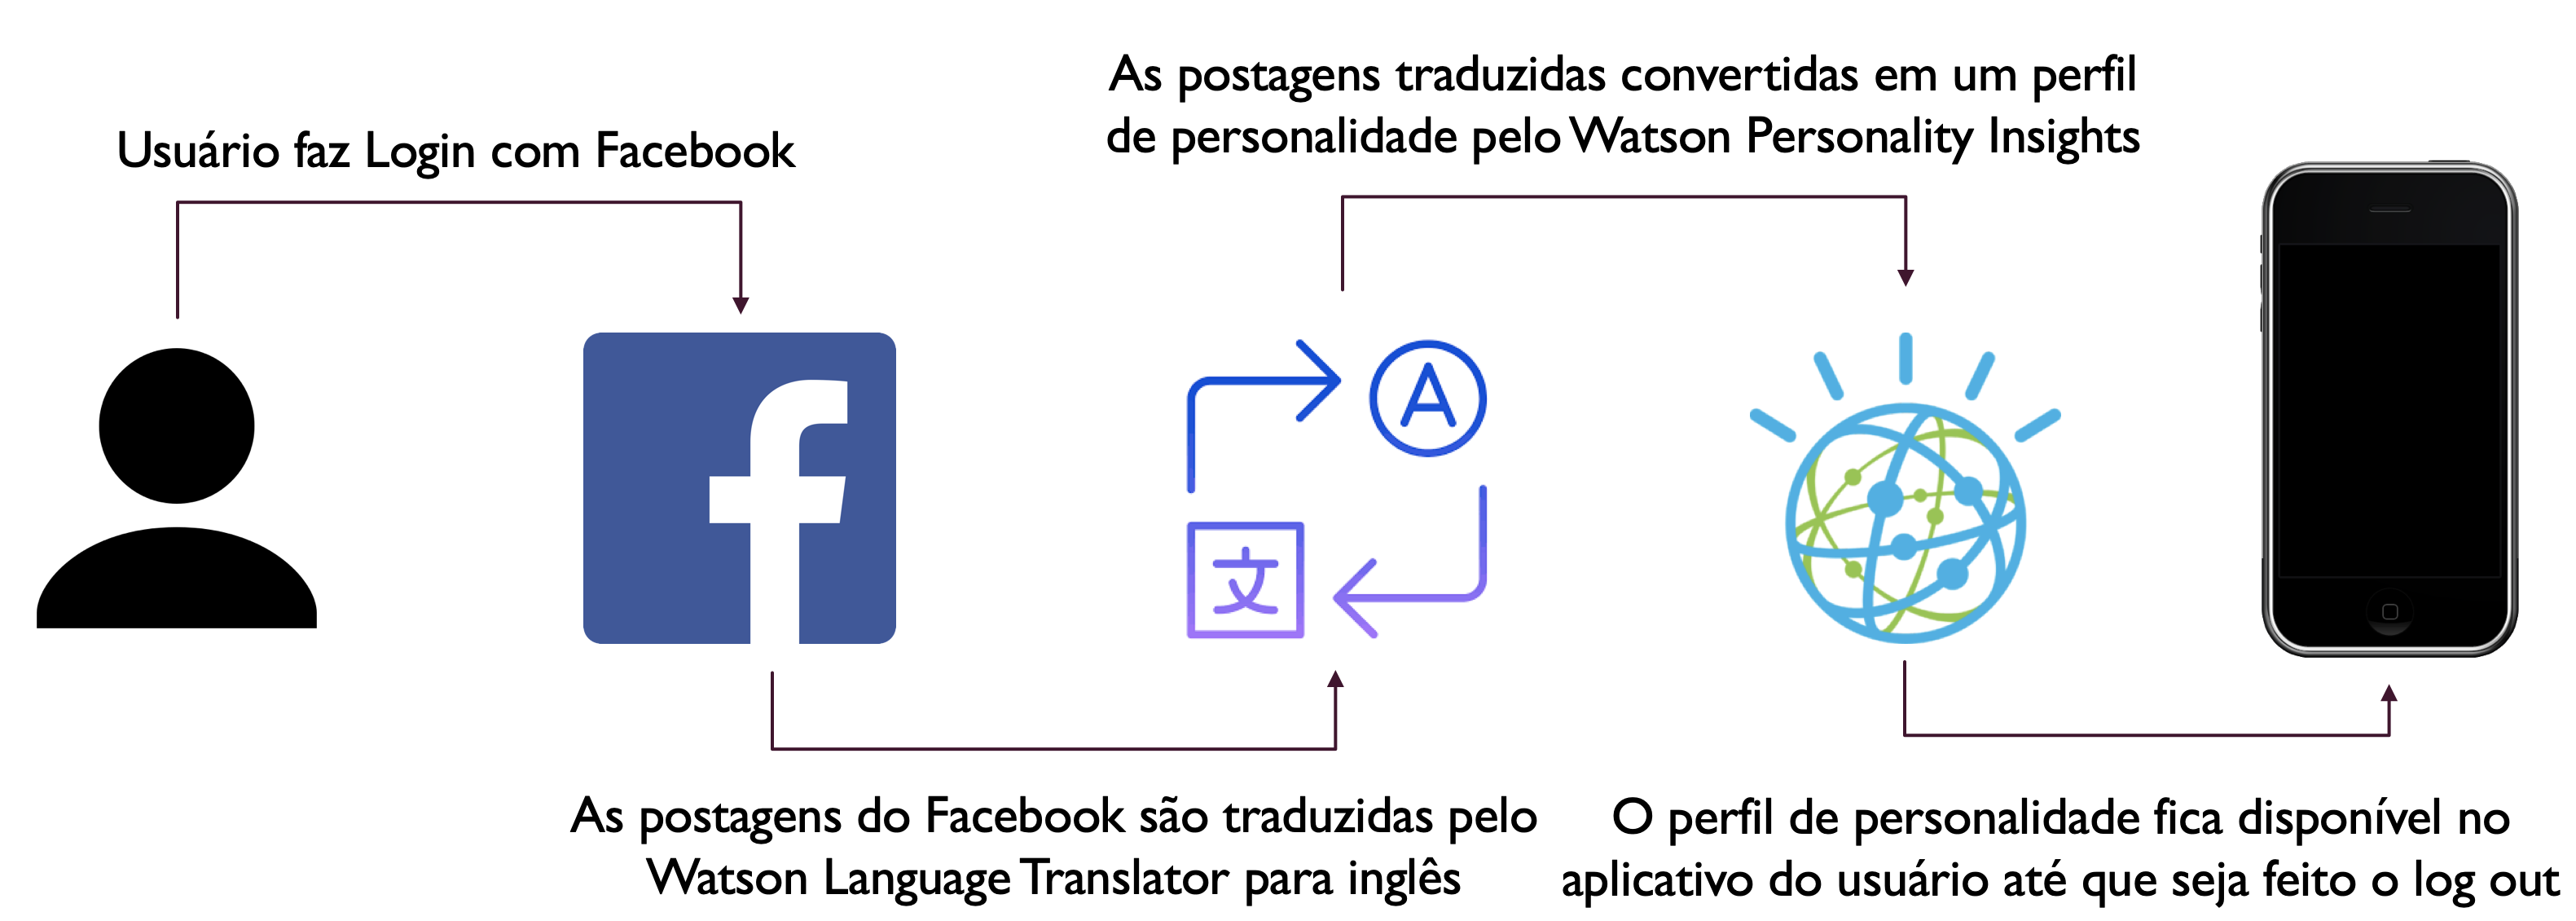 Usuário faz Login com Facebook
As postagens traduzidas convertidas em um perfil
de personalidade pelo Watson Personality Insights
f
A
文
As postagens do Facebook são traduzidas pelo
Watson Language Translator para inglês
O perfil de personalidade fica disponível no
aplicativo do usuário até que seja feito o log out